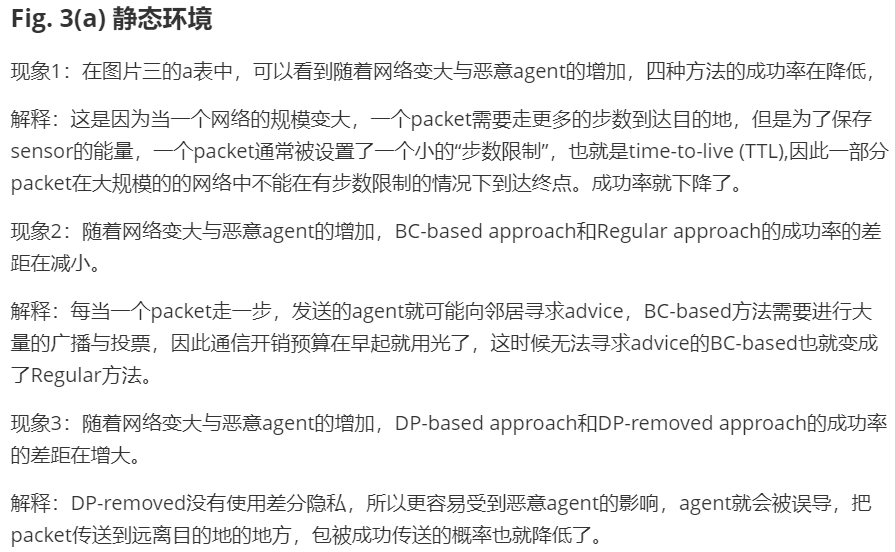 Fig. 3(a) 静态环境
现象1：在图片三的a表中，可以看到随着网络变大与恶意agent的增加，四种方法的成功率在降低，
解释：这是因为当一个网络的规模变大，一个packet需要走更多的步数到达目的地，但是为了保存
sensor的能量，一个packet通常被设置了一个小的“步数限制”，也就是time-to-live (TTL),因此一部分
packet在大规模的的网络中不能在有步数限制的情况下到达终点。成功率就下降了。
现象2：随着网络变大与恶意agent的增加，BC-based approach和Regular approach的成功率的差
距在减小。
解释：每当一个packet走一步，发送的agent就可能向邻居寻求advice，BC-based方法需要进行大
量的广播与投票，因此通信开销预算在早起就用光了，这时候无法寻求advice的BC-based也就变成
了Regular方法。
现象3：随着网络变大与恶意agent的增加，DP-based approach和DP-removed approach的成功率
的差距在增大。
解释：DP-removed没有使用差分隐私，所以更容易受到恶意agent的影响，agent就会被误导，把
packet传送到远离目的地的地方，包被成功传送的概率也就降低了。